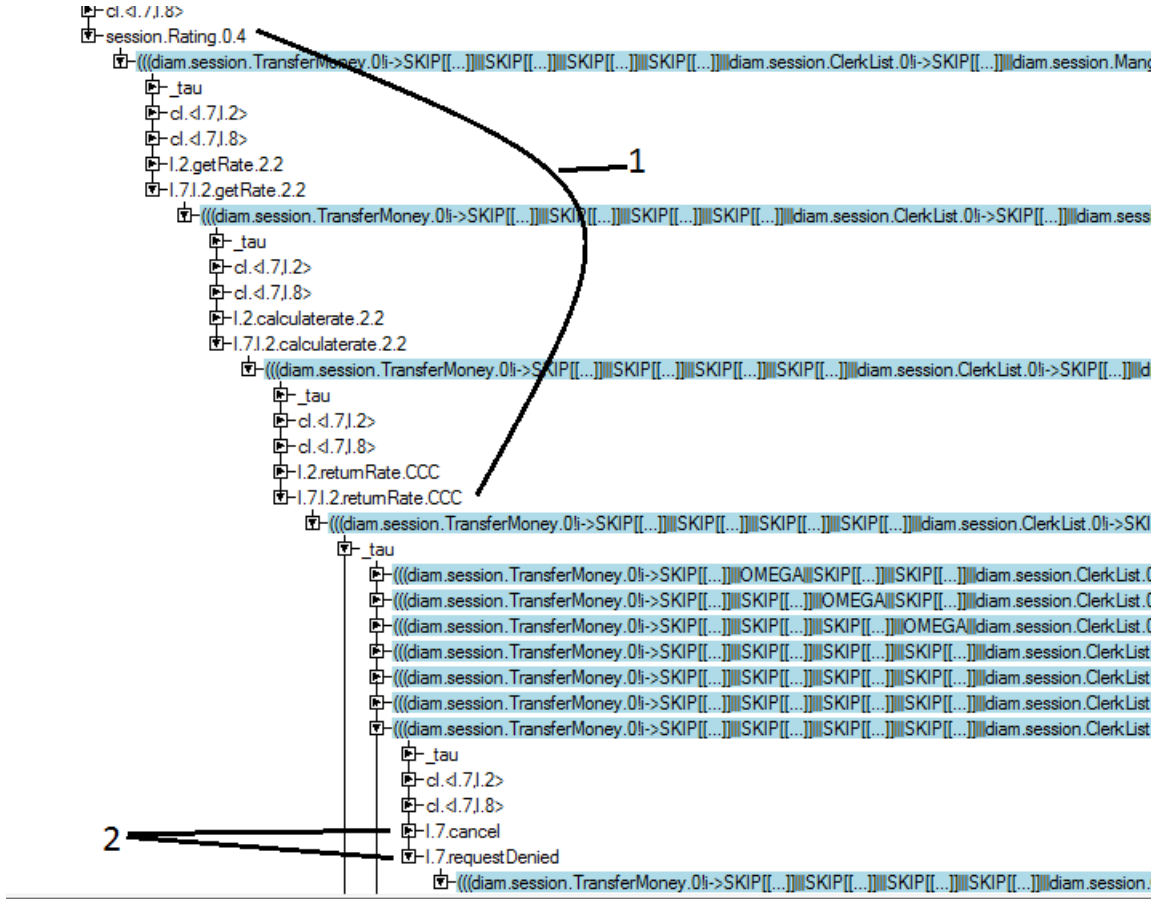 cl.<l.7,l.8>
session.Rating.0.4
(((diam.session.TransferMoney.0!i->SKIP[[...]]|||SKIP[[...]]|||SKIP[[...]]|||SKIP[[...]]|||diam.session.ClerkList.0!i->SKIP[[...]]|||diam.session.Mang
_tau
cl.<l.7,l.2>
cl.<l.7,l.8>
l.2.getRate.2.2
l.7.l.2.getRate.2.2
1
(((diam.session.TransferMoney.0!i->SKIP[[...]]|||SKIP[[...]]|||SKIP[[...]]|||SKIP[[...]]|||diam.session.ClerkList.0!i->SKIP[[...]]|||diam.sess
_tau
cl.<l.7,l.2>
cl.<l.7,l.8>
l.2.calculaterate.2.2
l.7.l.2.calculaterate.2.2
(((diam.session.TransferMoney.0!i->SKIP[[...]]|||SKIP[[...]]|||SKIP[[...]]|||SKIP[[...]]|||diam.session.ClerkList.0!i->SKIP[[...]]|||d
_tau
cl.<l.7,l.2>
cl.<l.7,l.8>
l.2.returnRate.CCC
l.7.l.2.returnRate.CCC
(((diam.session.TransferMoney.0!i->SKIP[[...]]|||SKIP[[...]]|||SKIP[[...]]|||SKIP[[...]]|||diam.session.ClerkList.0!i->SKI
_tau
(((diam.session.TransferMoney.0!i->SKIP[[...]]|||OMEGA|||SKIP[[...]]|||SKIP[[...]]|||diam.session.ClerkList.0
(((diam.session.TransferMoney.0!i->SKIP[[...]]|||SKIP[[...]]|||OMEGA|||SKIP[[...]]|||diam.session.ClerkList.0
(((diam.session.TransferMoney.0!i->SKIP[[...]]|||SKIP[[...]]|||SKIP[[...]]|||OMEGA|||diam.session.ClerkList.0
(((diam.session.TransferMoney.0!i->SKIP[[...]]|||SKIP[[...]]|||SKIP[[...]]|||SKIP[[...]]|||diam.session.ClerkList
(((diam.session.TransferMoney.0!i->SKIP[[...]]|||SKIP[[...]]|||SKIP[[...]]|||SKIP[[...]]|||diam.session.ClerkList
(((diam.session.TransferMoney.0!i->SKIP[[...]]|||SKIP[[...]]|||SKIP[[...]]|||SKIP[[...]]|||diam.session.ClerkList
(((diam.session.TransferMoney.0!i->SKIP[[...]]|||SKIP[[...]]|||SKIP[[...]]|||SKIP[[...]]|||diam.session.ClerkList
_tau
cl.<l.7,l.2>
cl.<l.7,l.8>
l.7.cancel
2
l.7.requestDenied
(((diam.session.TransferMoney.0!i->SKIP[[...]]|||SKIP[[...]]|||SKIP[[...]]|||SKIP[[...]]|||diam.session.